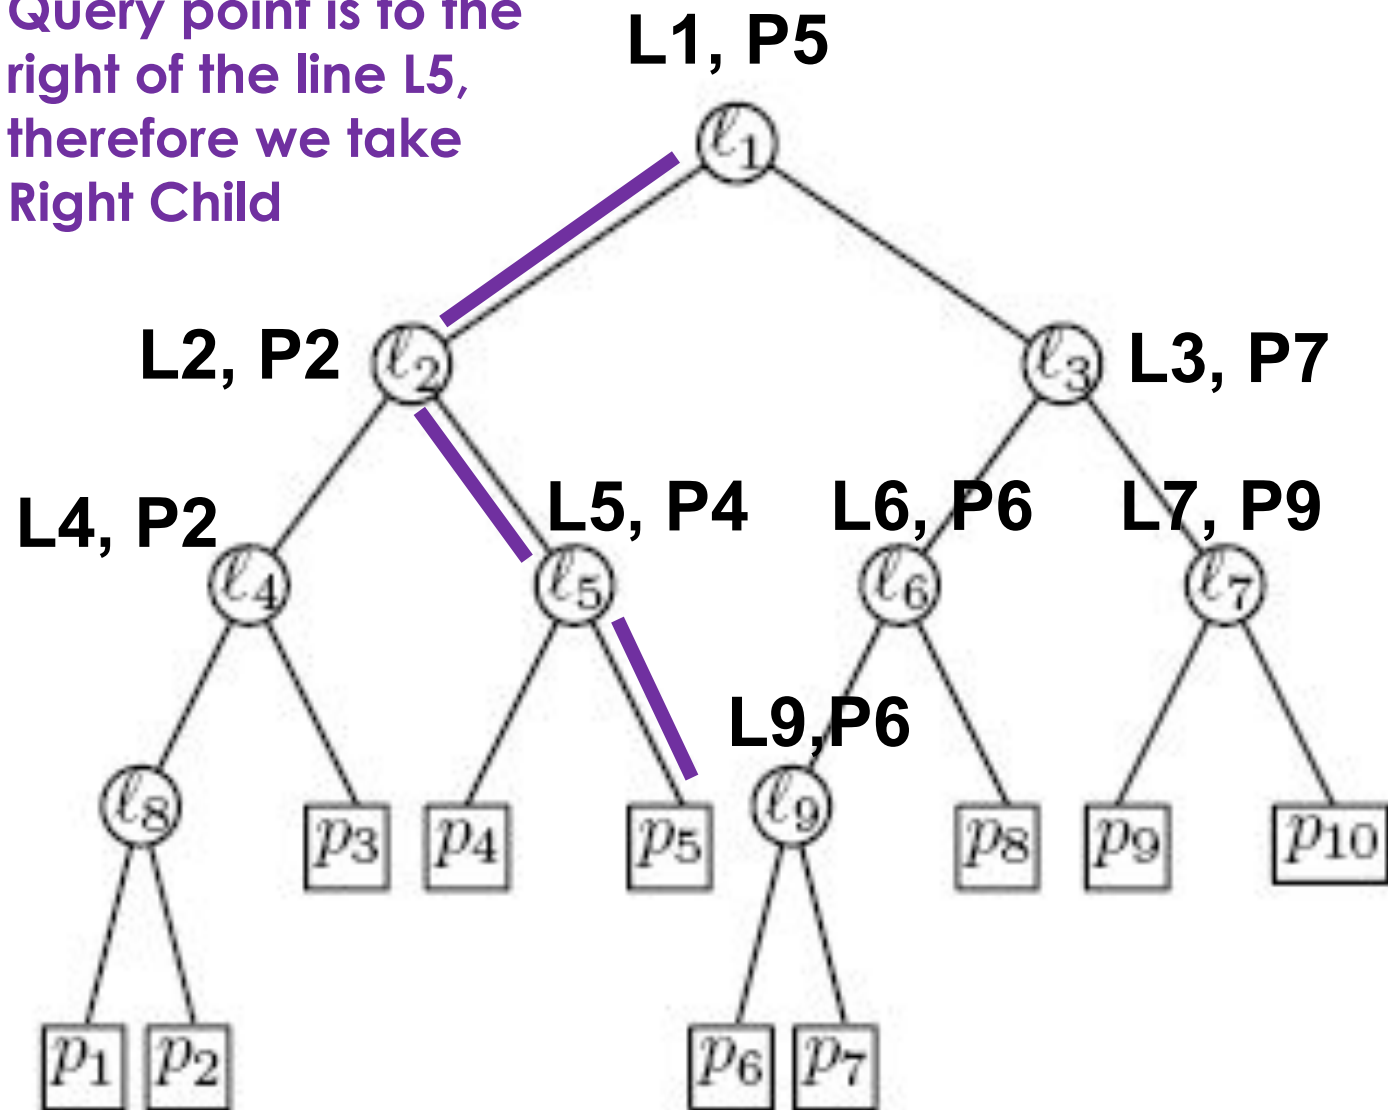 Query point is to the
right of the line L5,
therefore we take
Right Child
L1, P5
ℓ1
L2, P2
ℓ2
ℓ3
L3, P7
L4, P2
L5, P4
L6, P6
L7, P9
ℓ4
ℓ5
ℓ6
ℓ7
L9,P6
ℓ8
p3
p4
p5
ℓ9
p8
p9
p10
p1
p2
p6
p7